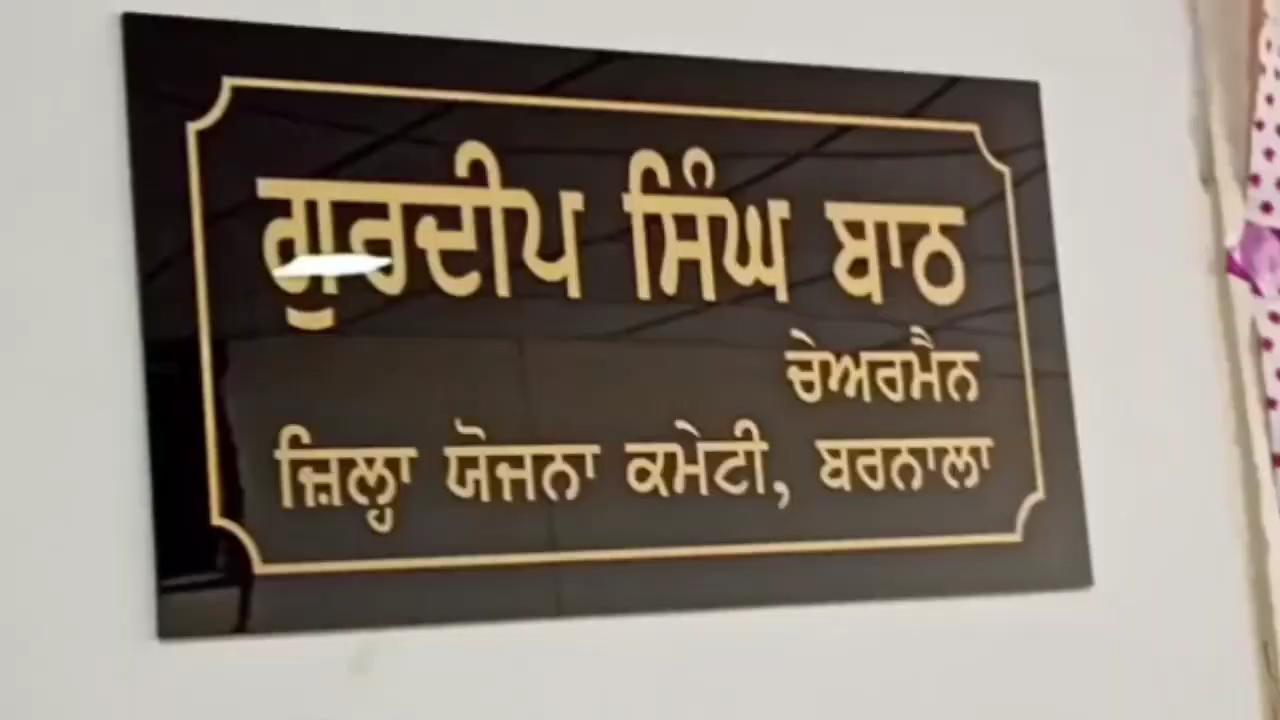 ਗੁਰਦੀਪ ਸਿੰਘ ਬਾਠ
ਚੇਅਰਮੈਨ
ਜ਼ਿਲ੍ਹਾ ਯੋਜਨਾ ਕਮੇਟੀ, ਬਰਨਾਲਾ